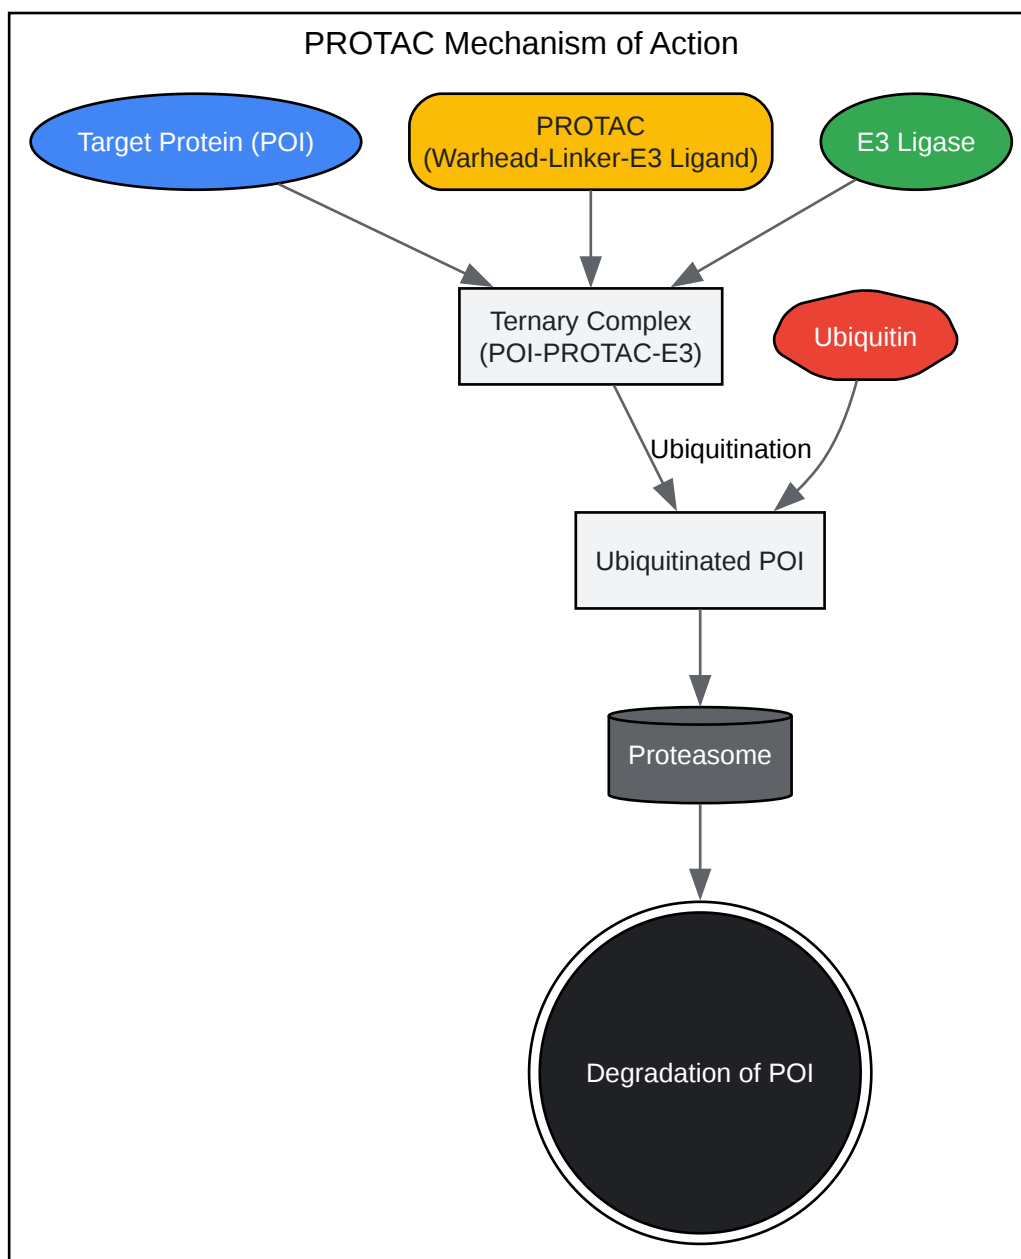 PROTAC Mechanism of Action
Target Protein (POI)
PROTAC
(Warhead-Linker-E3 Ligand)
E3 Ligase
Ternary Complex
(POI-PROTAC-E3)
Ubiquitin
Ubiquitination
Ubiquitinated POI
Proteasome
Degradation of POI